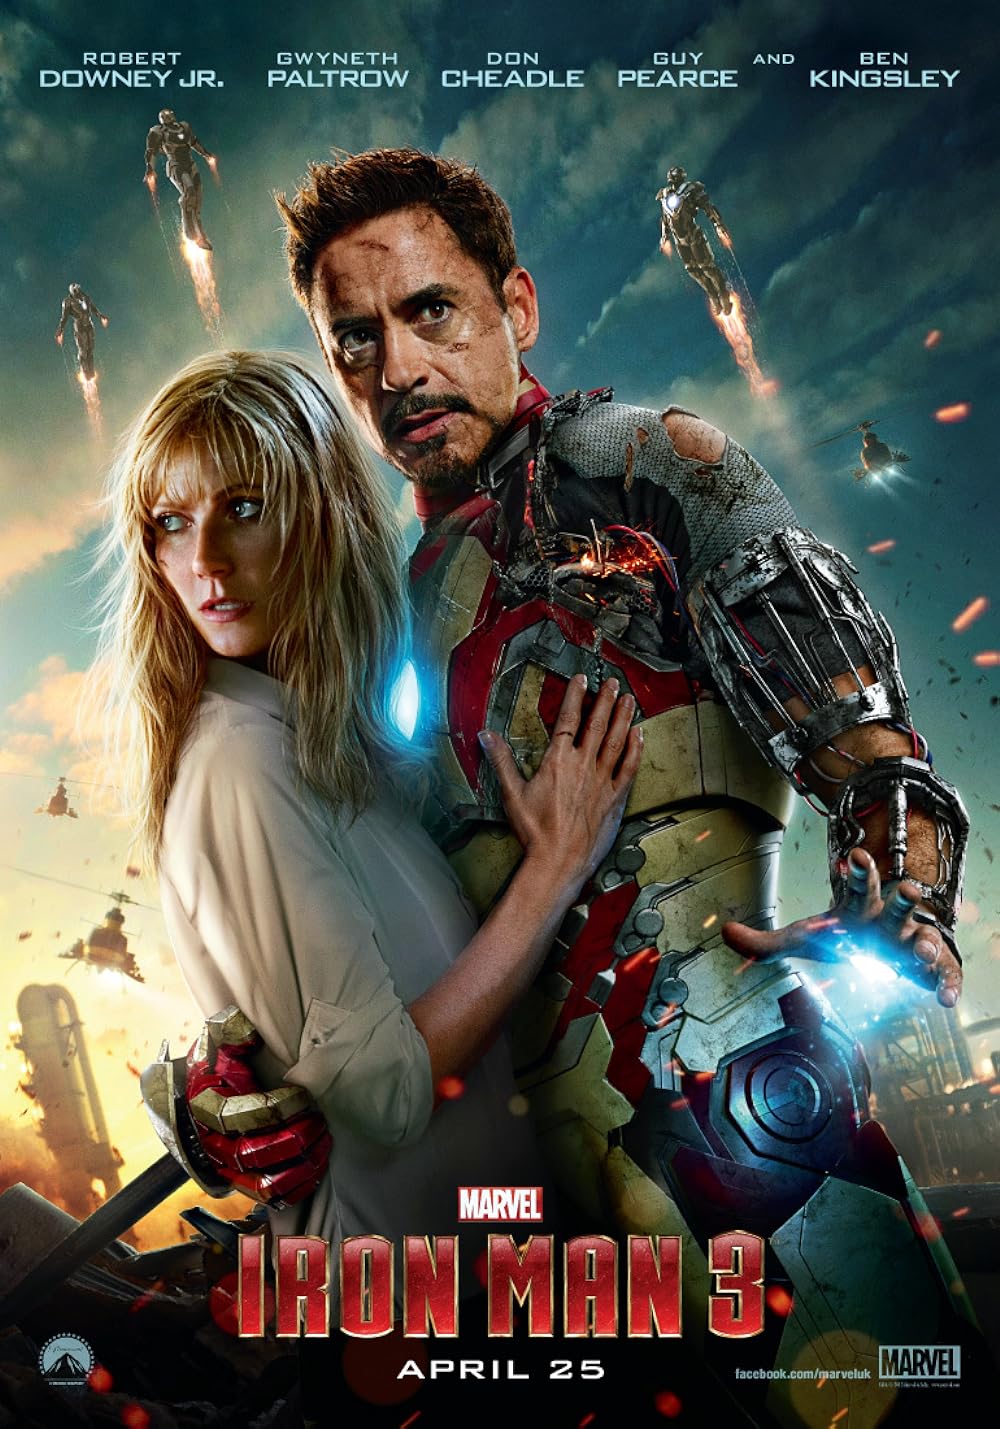 ROBERT GWYNETH DON GUY AND BEN
DOWNEY JR. PALTROW CHEADLE PEARCE KINGSLEY
MARVEL
IRON MAN 3
APRIL 25
Paramount
facebook.com/marveluk
MARVEL